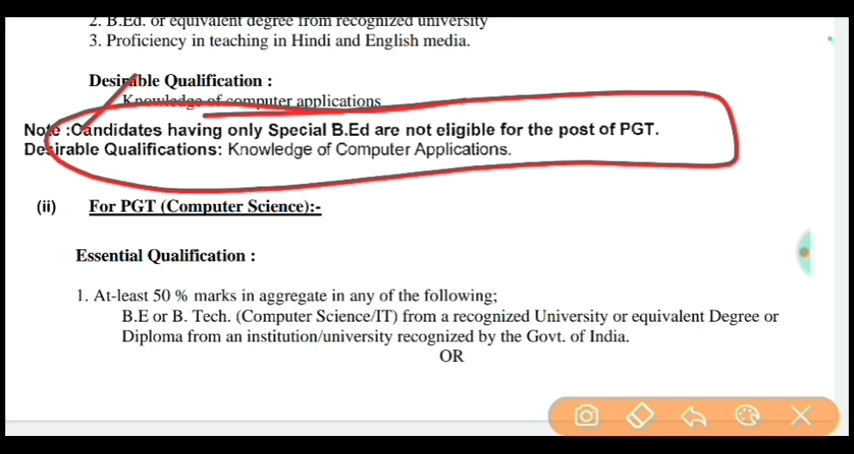 2. B.Ed. or equivalent degree from recognized university
3. Proficiency in teaching in Hindi and English media.
Desirable Qualification :
Knowledge of computer applications
Note :Candidates having only Special B.Ed are not eligible for the post of PGT.
Desirable Qualifications: Knowledge of Computer Applications.
(ii) For PGT (Computer Science):-
Essential Qualification :
1. At-least 50 % marks in aggregate in any of the following;
B.E or B. Tech. (Computer Science/IT) from a recognized University or equivalent Degree or
Diploma from an institution/university recognized by the Govt. of India.
OR